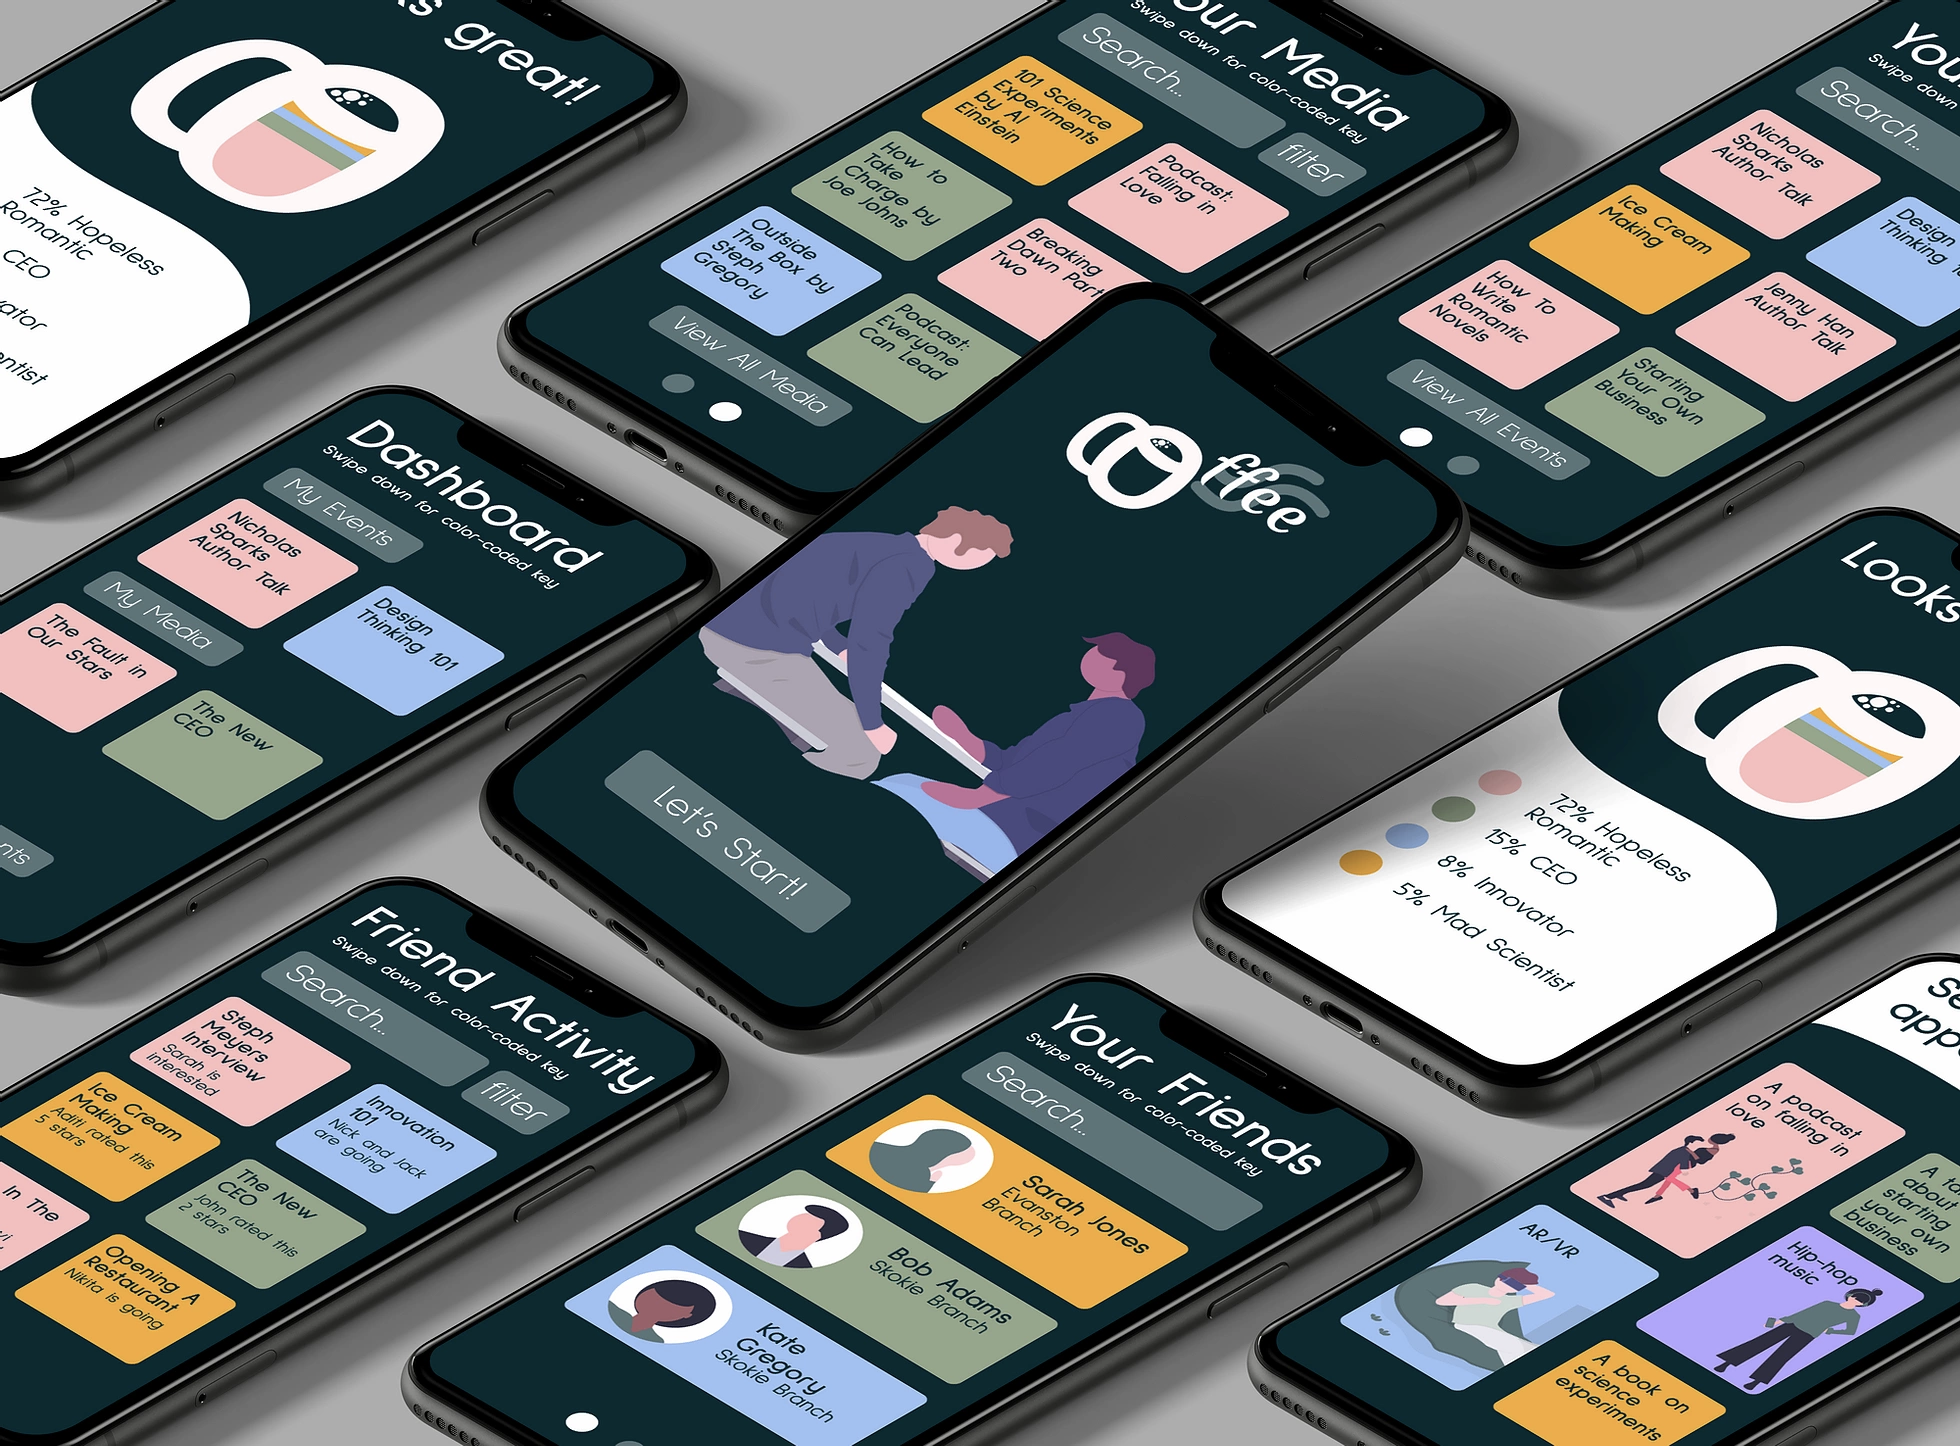 great!
72% Hopeless
Romantic
CEO
Your Media
Swipe down for color-coded key
Search...
filter
101 Science
Experiments
by Al
Einstein
Podcast:
Falling in
Love
How to
Take
Charge by
Joe Johns
Breaking
Dawn Part
Two
Outside
The Box by
Steph
Gregory
Podcast:
Everyone
Can Lead
View All Media
Swipe down
Search...
Nicholas
Sparks
Author Talk
Design
Thinking
Ice Cream
Making
Jenny Han
Author Talk
How To
Write
Romantic
Novels
Starting
Your Own
Business
View All Events
Dashboard
Swipe down for color-coded key
My Events
Nicholas
Sparks
Author Talk
Design
Thinking 101
My Media
The Fault in
Our Stars
The New
CEO
Coffee
Let's Start!
Looks
72% Hopeless
Romantic
15% CEO
8% Innovator
5% Mad Scientist
Friend Activity
Swipe down for color-coded key
Search...
filter
Steph
Meyers
Interview
Sarah is
interested
Innovation
101
Nick and Jack
are going
Ice Cream
Making
Aditi rated this
5 stars
The New
CEO
John rated this
2 stars
In The
Opening A
Restaurant
Nikita is going
Your Friends
Swipe down for color-coded key
Search...
Sarah Jones
Evanston
Branch
Bob Adams
Skokie Branch
Kate
Gregory
Skokie Branch
A podcast
on falling in
love
about
starting
your own
business
AR/VR
Hip-hop
music
A book on
science
experiments